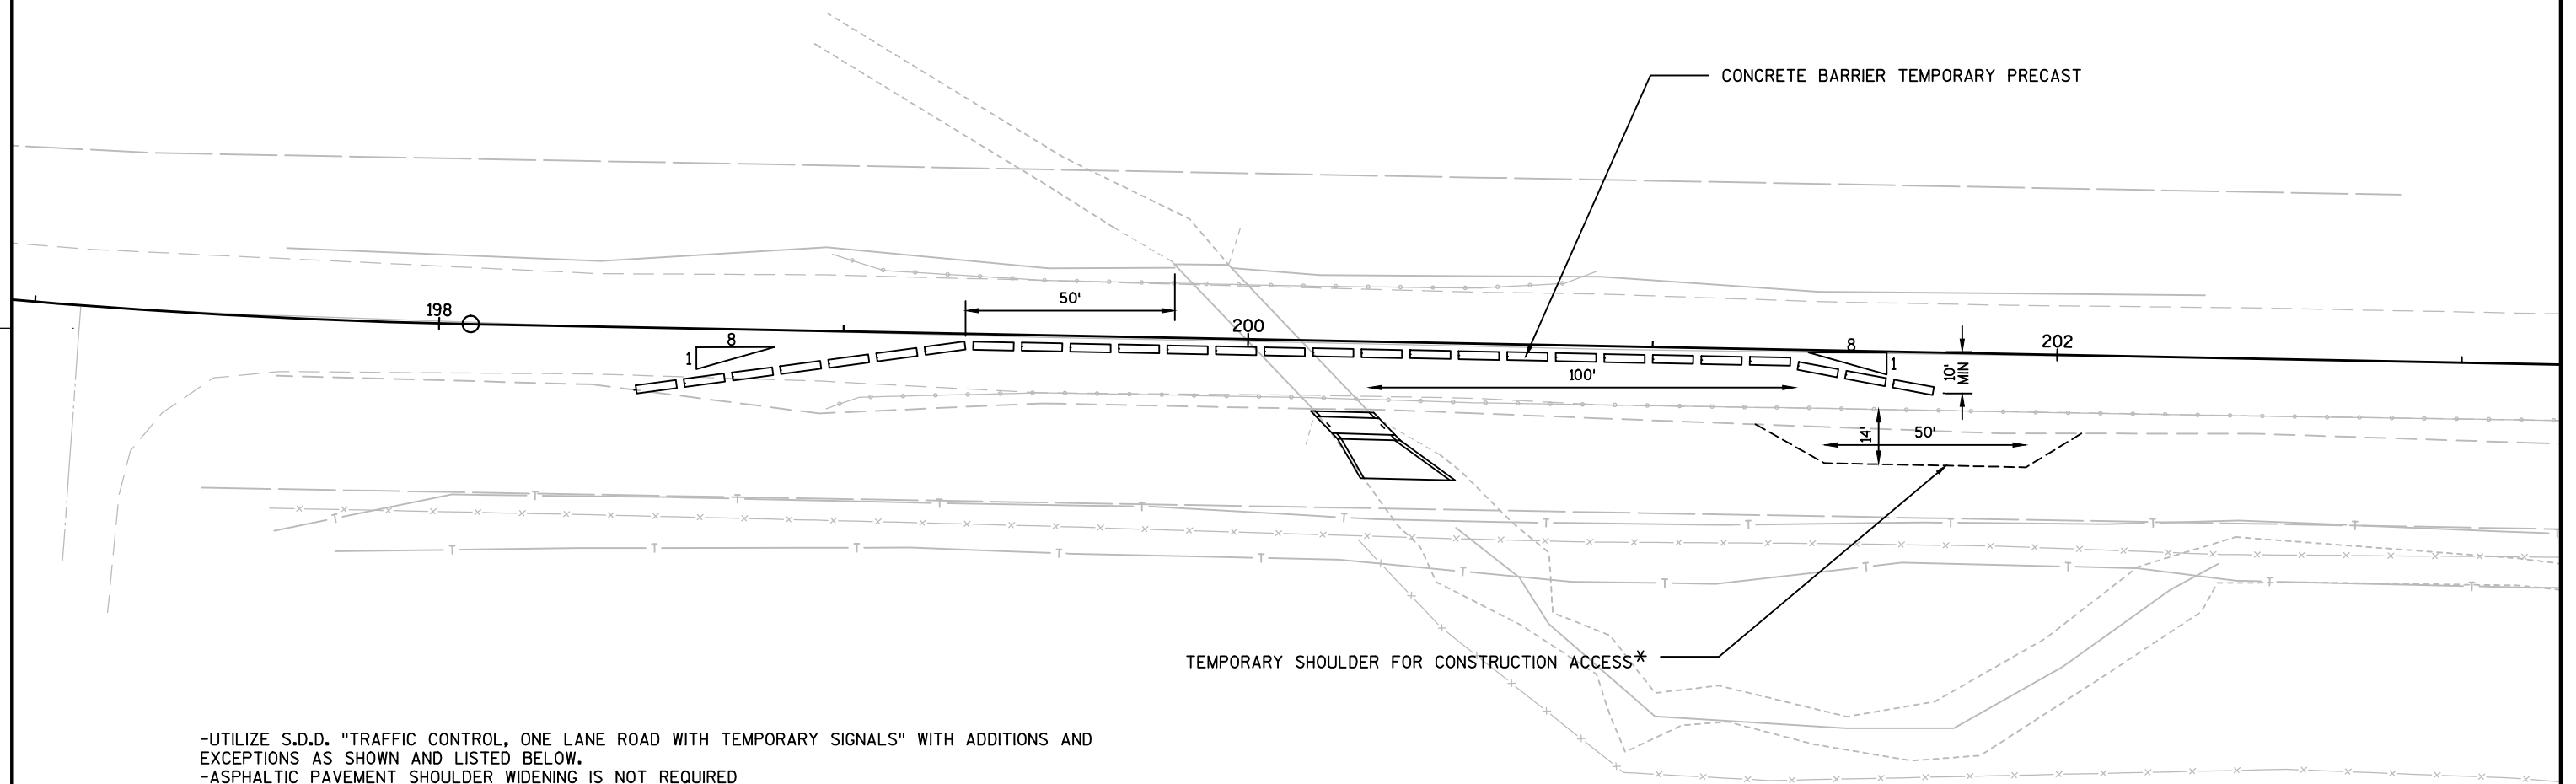 CONCRETE BARRIER TEMPORARY PRECAST
50'
198
200
8
1
202
8
1
10'
MIN
100'
14'
50'
TEMPORARY SHOULDER FOR CONSTRUCTION ACCESS*
-UTILIZE S.D.D. "TRAFFIC CONTROL, ONE LANE ROAD WITH TEMPORARY SIGNALS" WITH ADDITIONS AND
EXCEPTIONS AS SHOWN AND LISTED BELOW.
-ASPHALTIC PAVEMENT SHOULDER WIDENING IS NOT REQUIRED